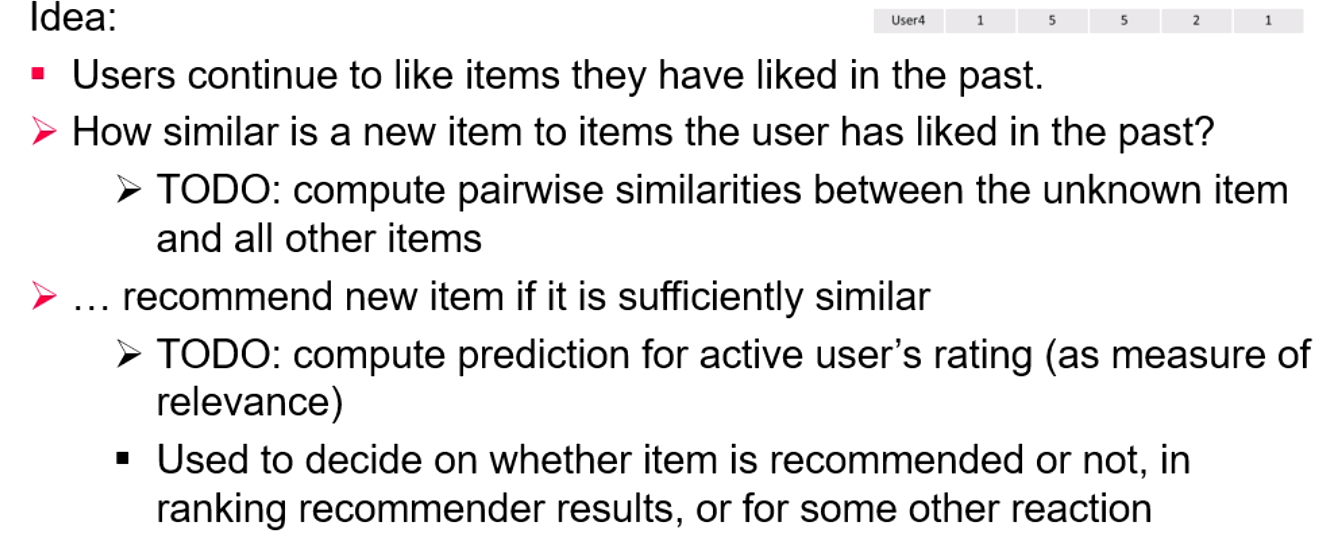 Idea:
User4 1 5 5 2 1
▪ Users continue to like items they have liked in the past.
➢ How similar is a new item to items the user has liked in the past?
➢ TODO: compute pairwise similarities between the unknown item
and all other items
➢ … recommend new item if it is sufficiently similar
➢ TODO: compute prediction for active user’s rating (as measure of
relevance)
▪ Used to decide on whether item is recommended or not, in
ranking recommender results, or for some other reaction